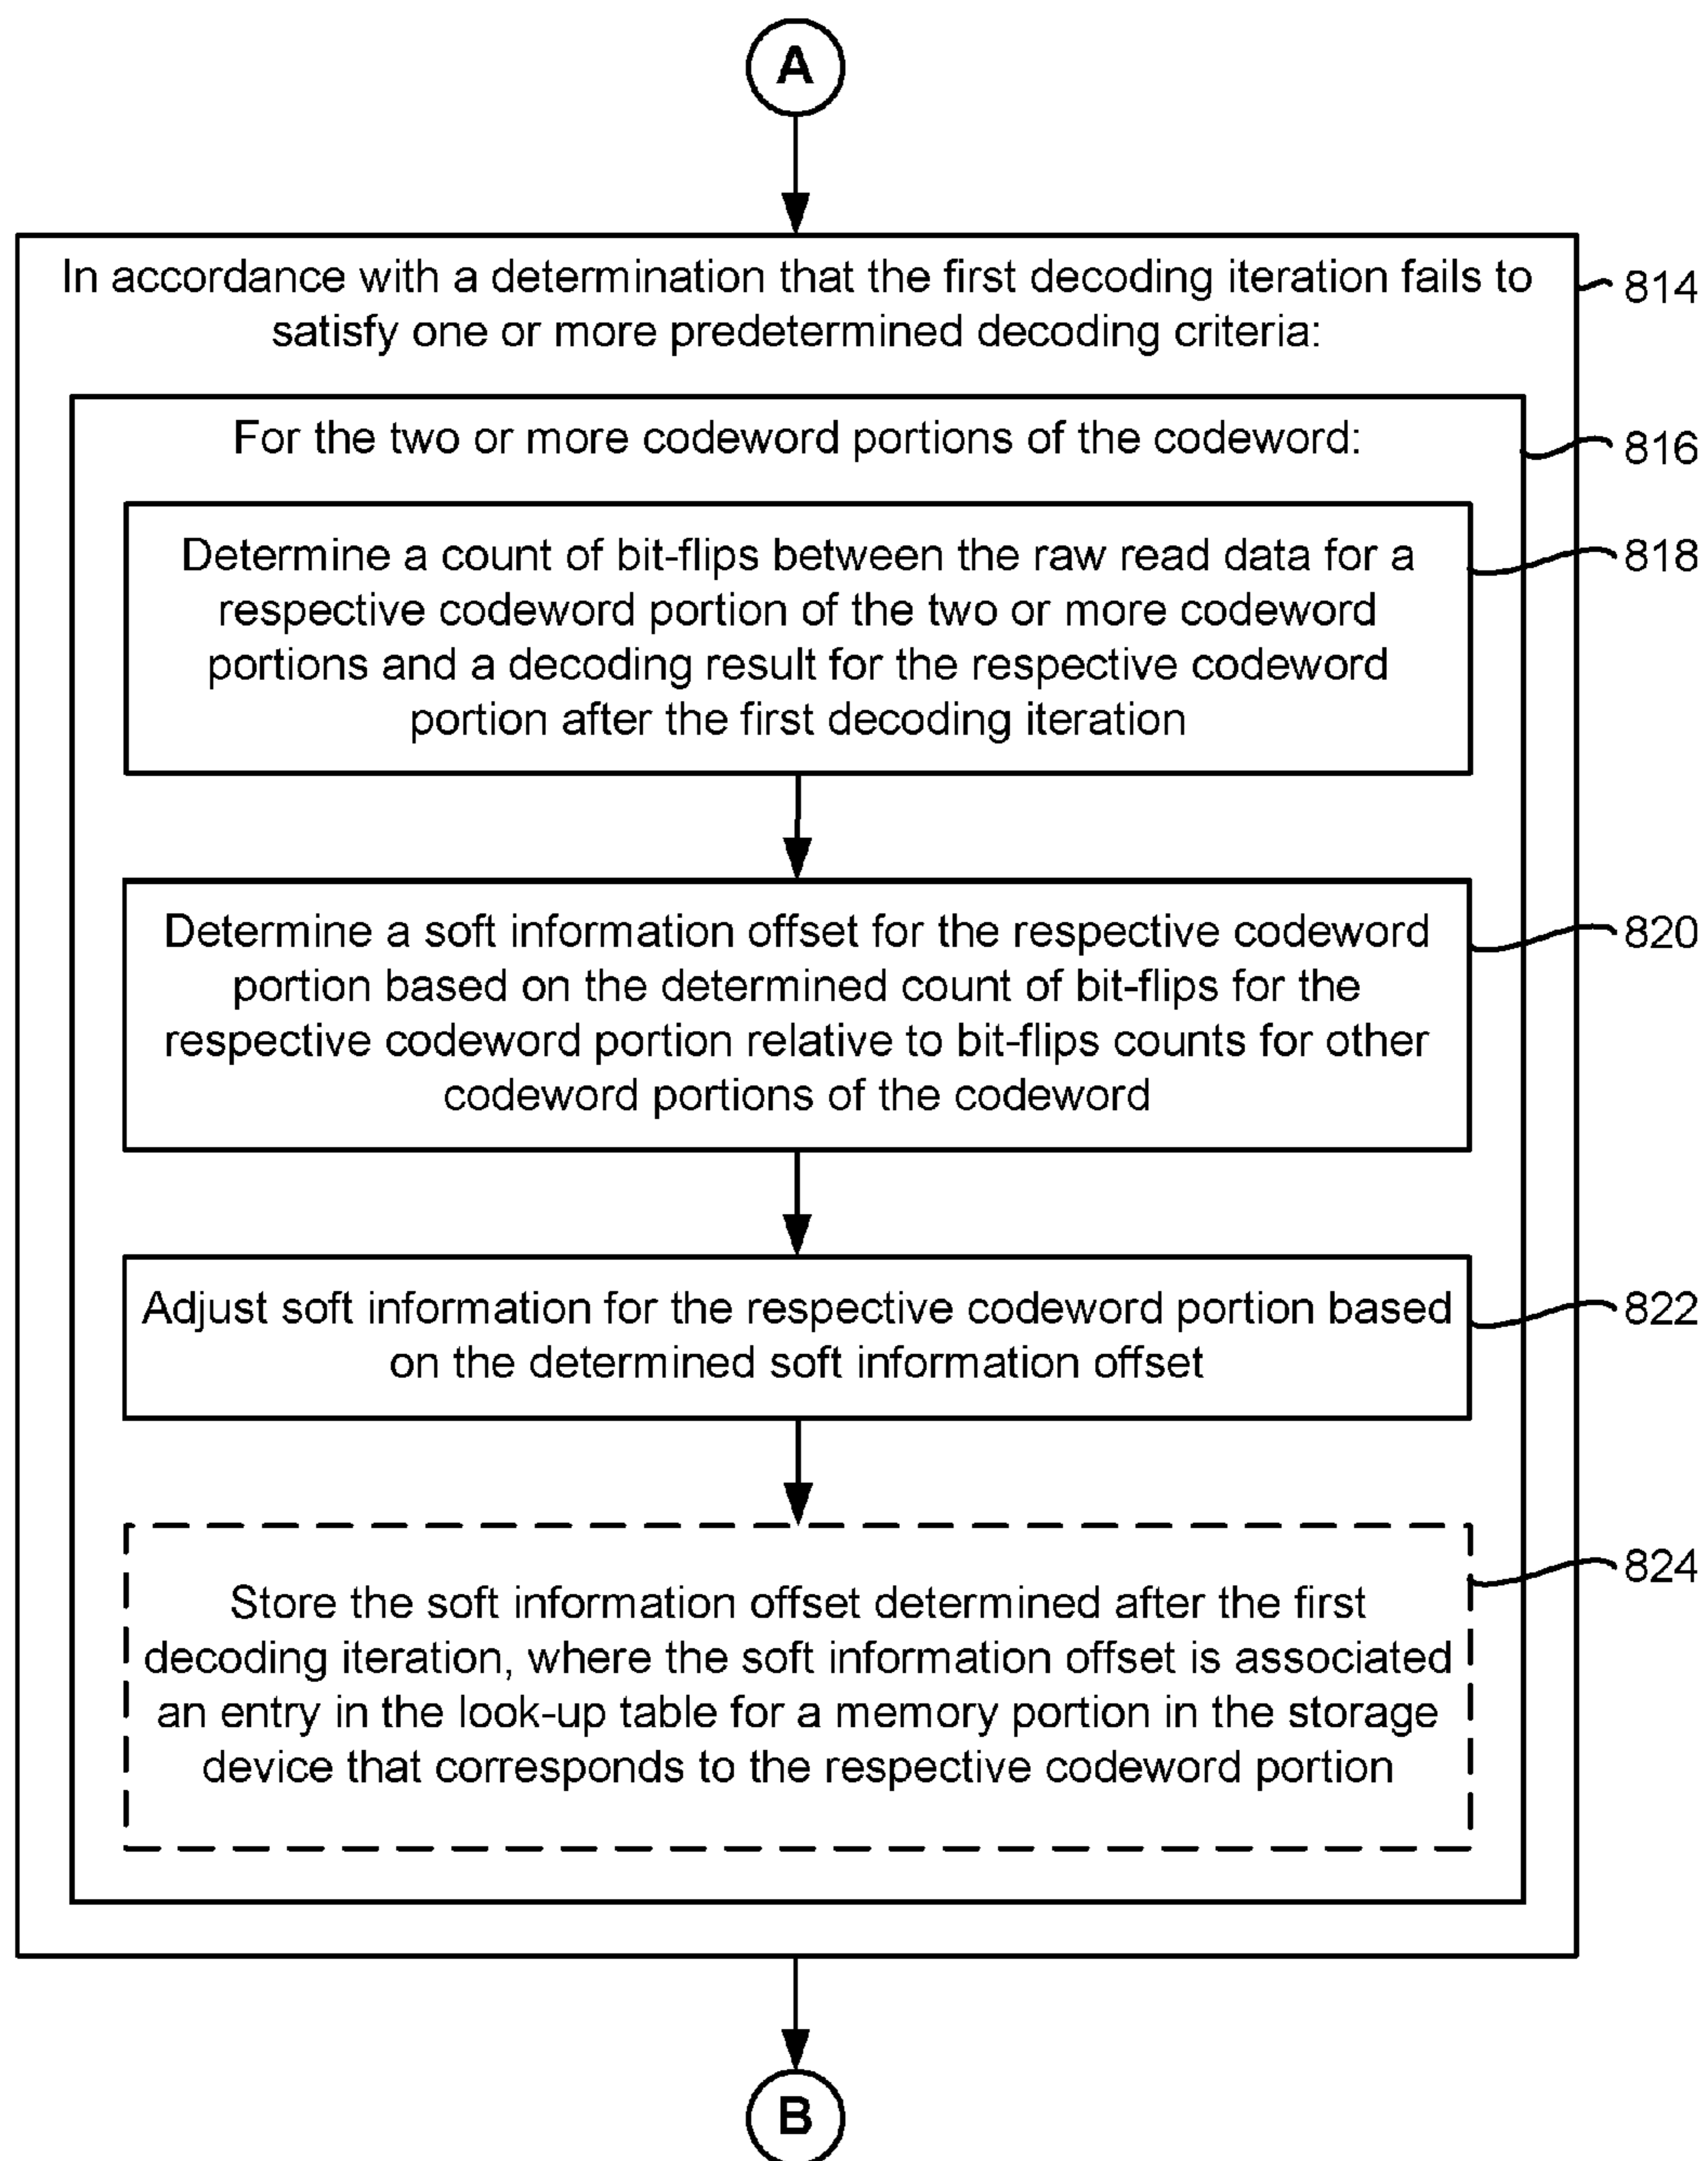 A
In accordance with a determination that the first decoding iteration fails to
satisfy one or more predetermined decoding criteria:
814
For the two or more codeword portions of the codeword:
816
Determine a count of bit-flips between the raw read data for a
respective codeword portion of the two or more codeword
portions and a decoding result for the respective codeword
portion after the first decoding iteration
818
Determine a soft information offset for the respective codeword
portion based on the determined count of bit-flips for the
respective codeword portion relative to bit-flips counts for other
codeword portions of the codeword
820
Adjust soft information for the respective codeword portion based
on the determined soft information offset
822
Store the soft information offset determined after the first
decoding iteration, where the soft information offset is associated
an entry in the look-up table for a memory portion in the storage
device that corresponds to the respective codeword portion
824
B